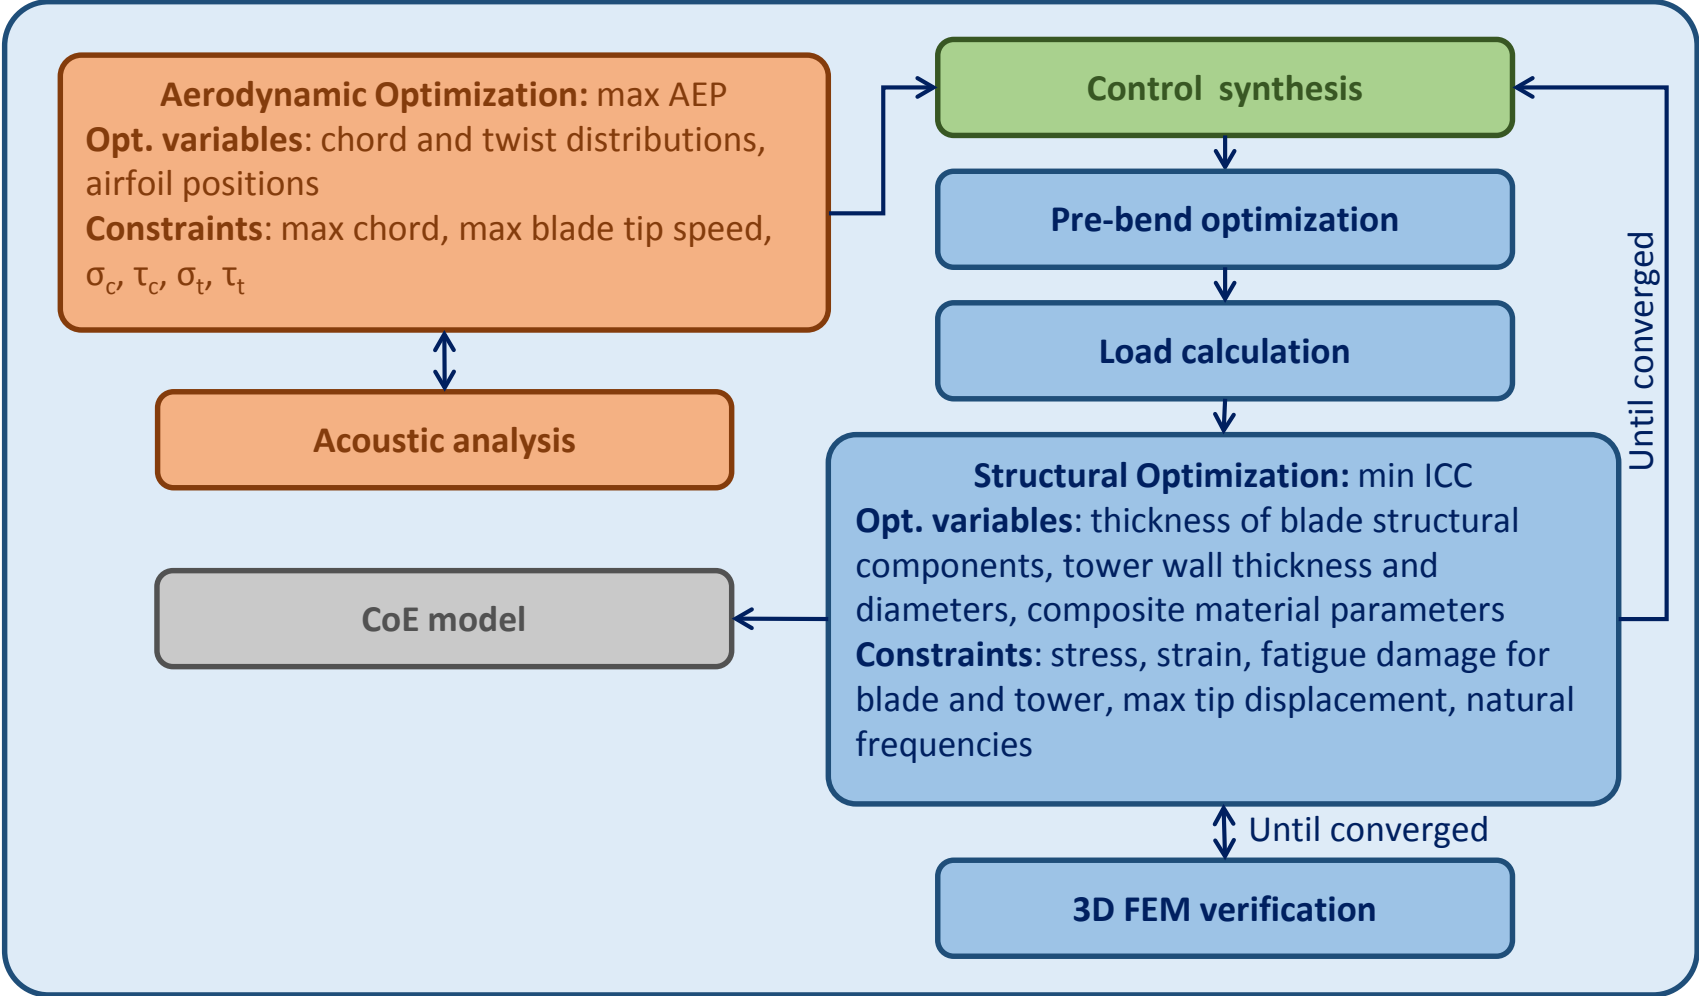 Aerodynamic Optimization: max AEP
Opt. variables: chord and twist distributions,
airfoil positions
Constraints: max chord, max blade tip speed,
σc, τc, σt, τt
Acoustic analysis
CoE model
Control synthesis
Pre-bend optimization
Load calculation
Structural Optimization: min ICC
Opt. variables: thickness of blade structural
components, tower wall thickness and
diameters, composite material parameters
Constraints: stress, strain, fatigue damage for
blade and tower, max tip displacement, natural
frequencies
Until converged
Until converged
3D FEM verification